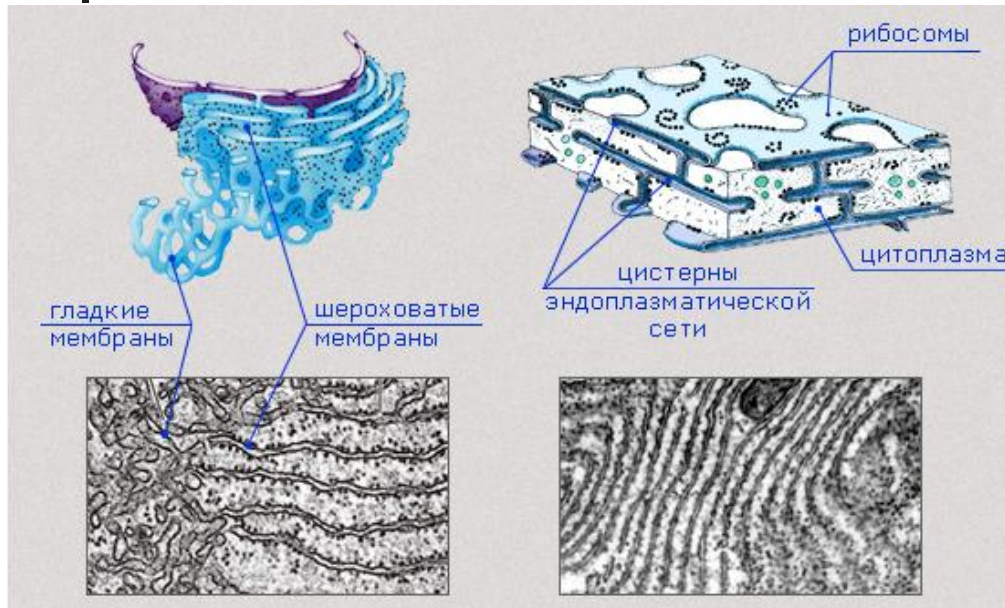 рибосомы
цитоплазма
цистерны
эндоплазматической
сети
гладкие
мембраны
шероховатые
мембраны